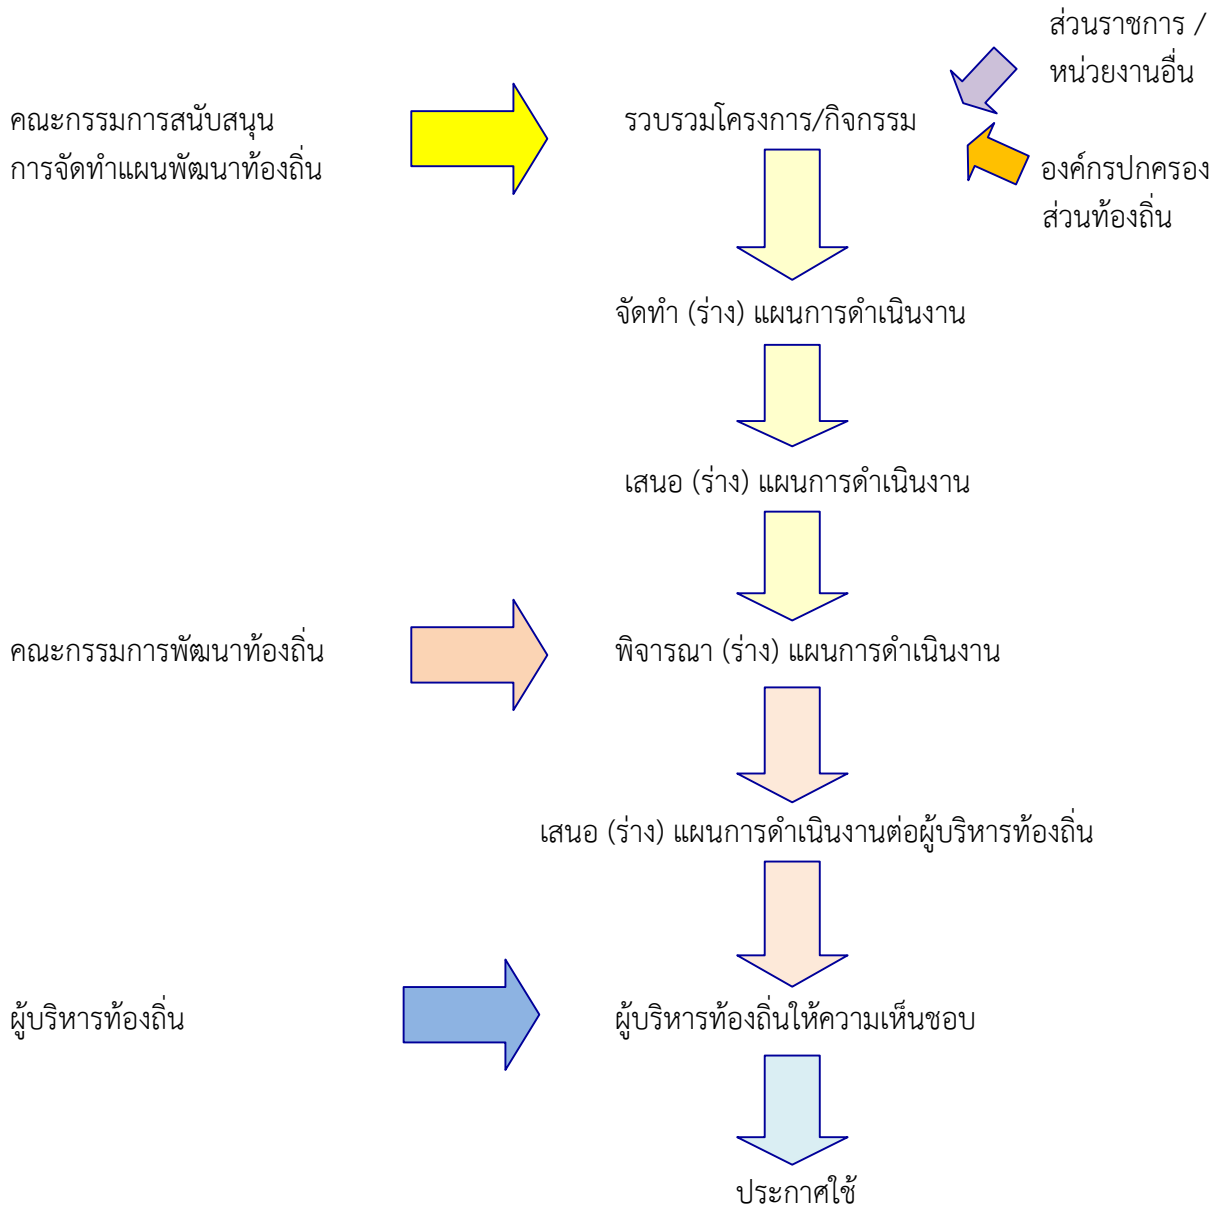 ส่วนราชการ /
หน่วยงานอื่น
คณะกรรมการสนับสนุน
การจัดทำแผนพัฒนาท้องถิ่น
รวบรวมโครงการ/กิจกรรม
องค์กรปกครอง
ส่วนท้องถิ่น
จัดทำ (ร่าง) แผนการดำเนินงาน
เสนอ (ร่าง) แผนการดำเนินงาน
คณะกรรมการพัฒนาท้องถิ่น
พิจารณา (ร่าง) แผนการดำเนินงาน
เสนอ (ร่าง) แผนการดำเนินงานต่อผู้บริหารท้องถิ่น
ผู้บริหารท้องถิ่น
ผู้บริหารท้องถิ่นให้ความเห็นชอบ
ประกาศใช้